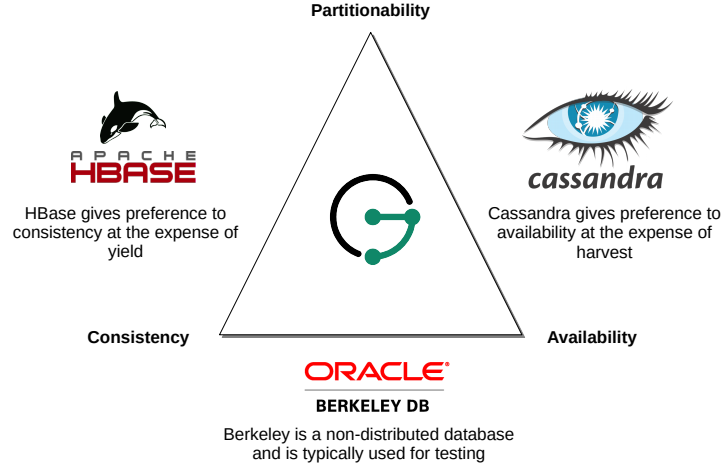 Partitionability
APACHE
HBASE
HBase gives preference to
consistency at the expense of
yield
cassandra
Cassandra gives preference to
availability at the expense of
harvest
Consistency
Availability
ORACLE®
BERKELEY DB
Berkeley is a non-distributed database
and is typically used for testing